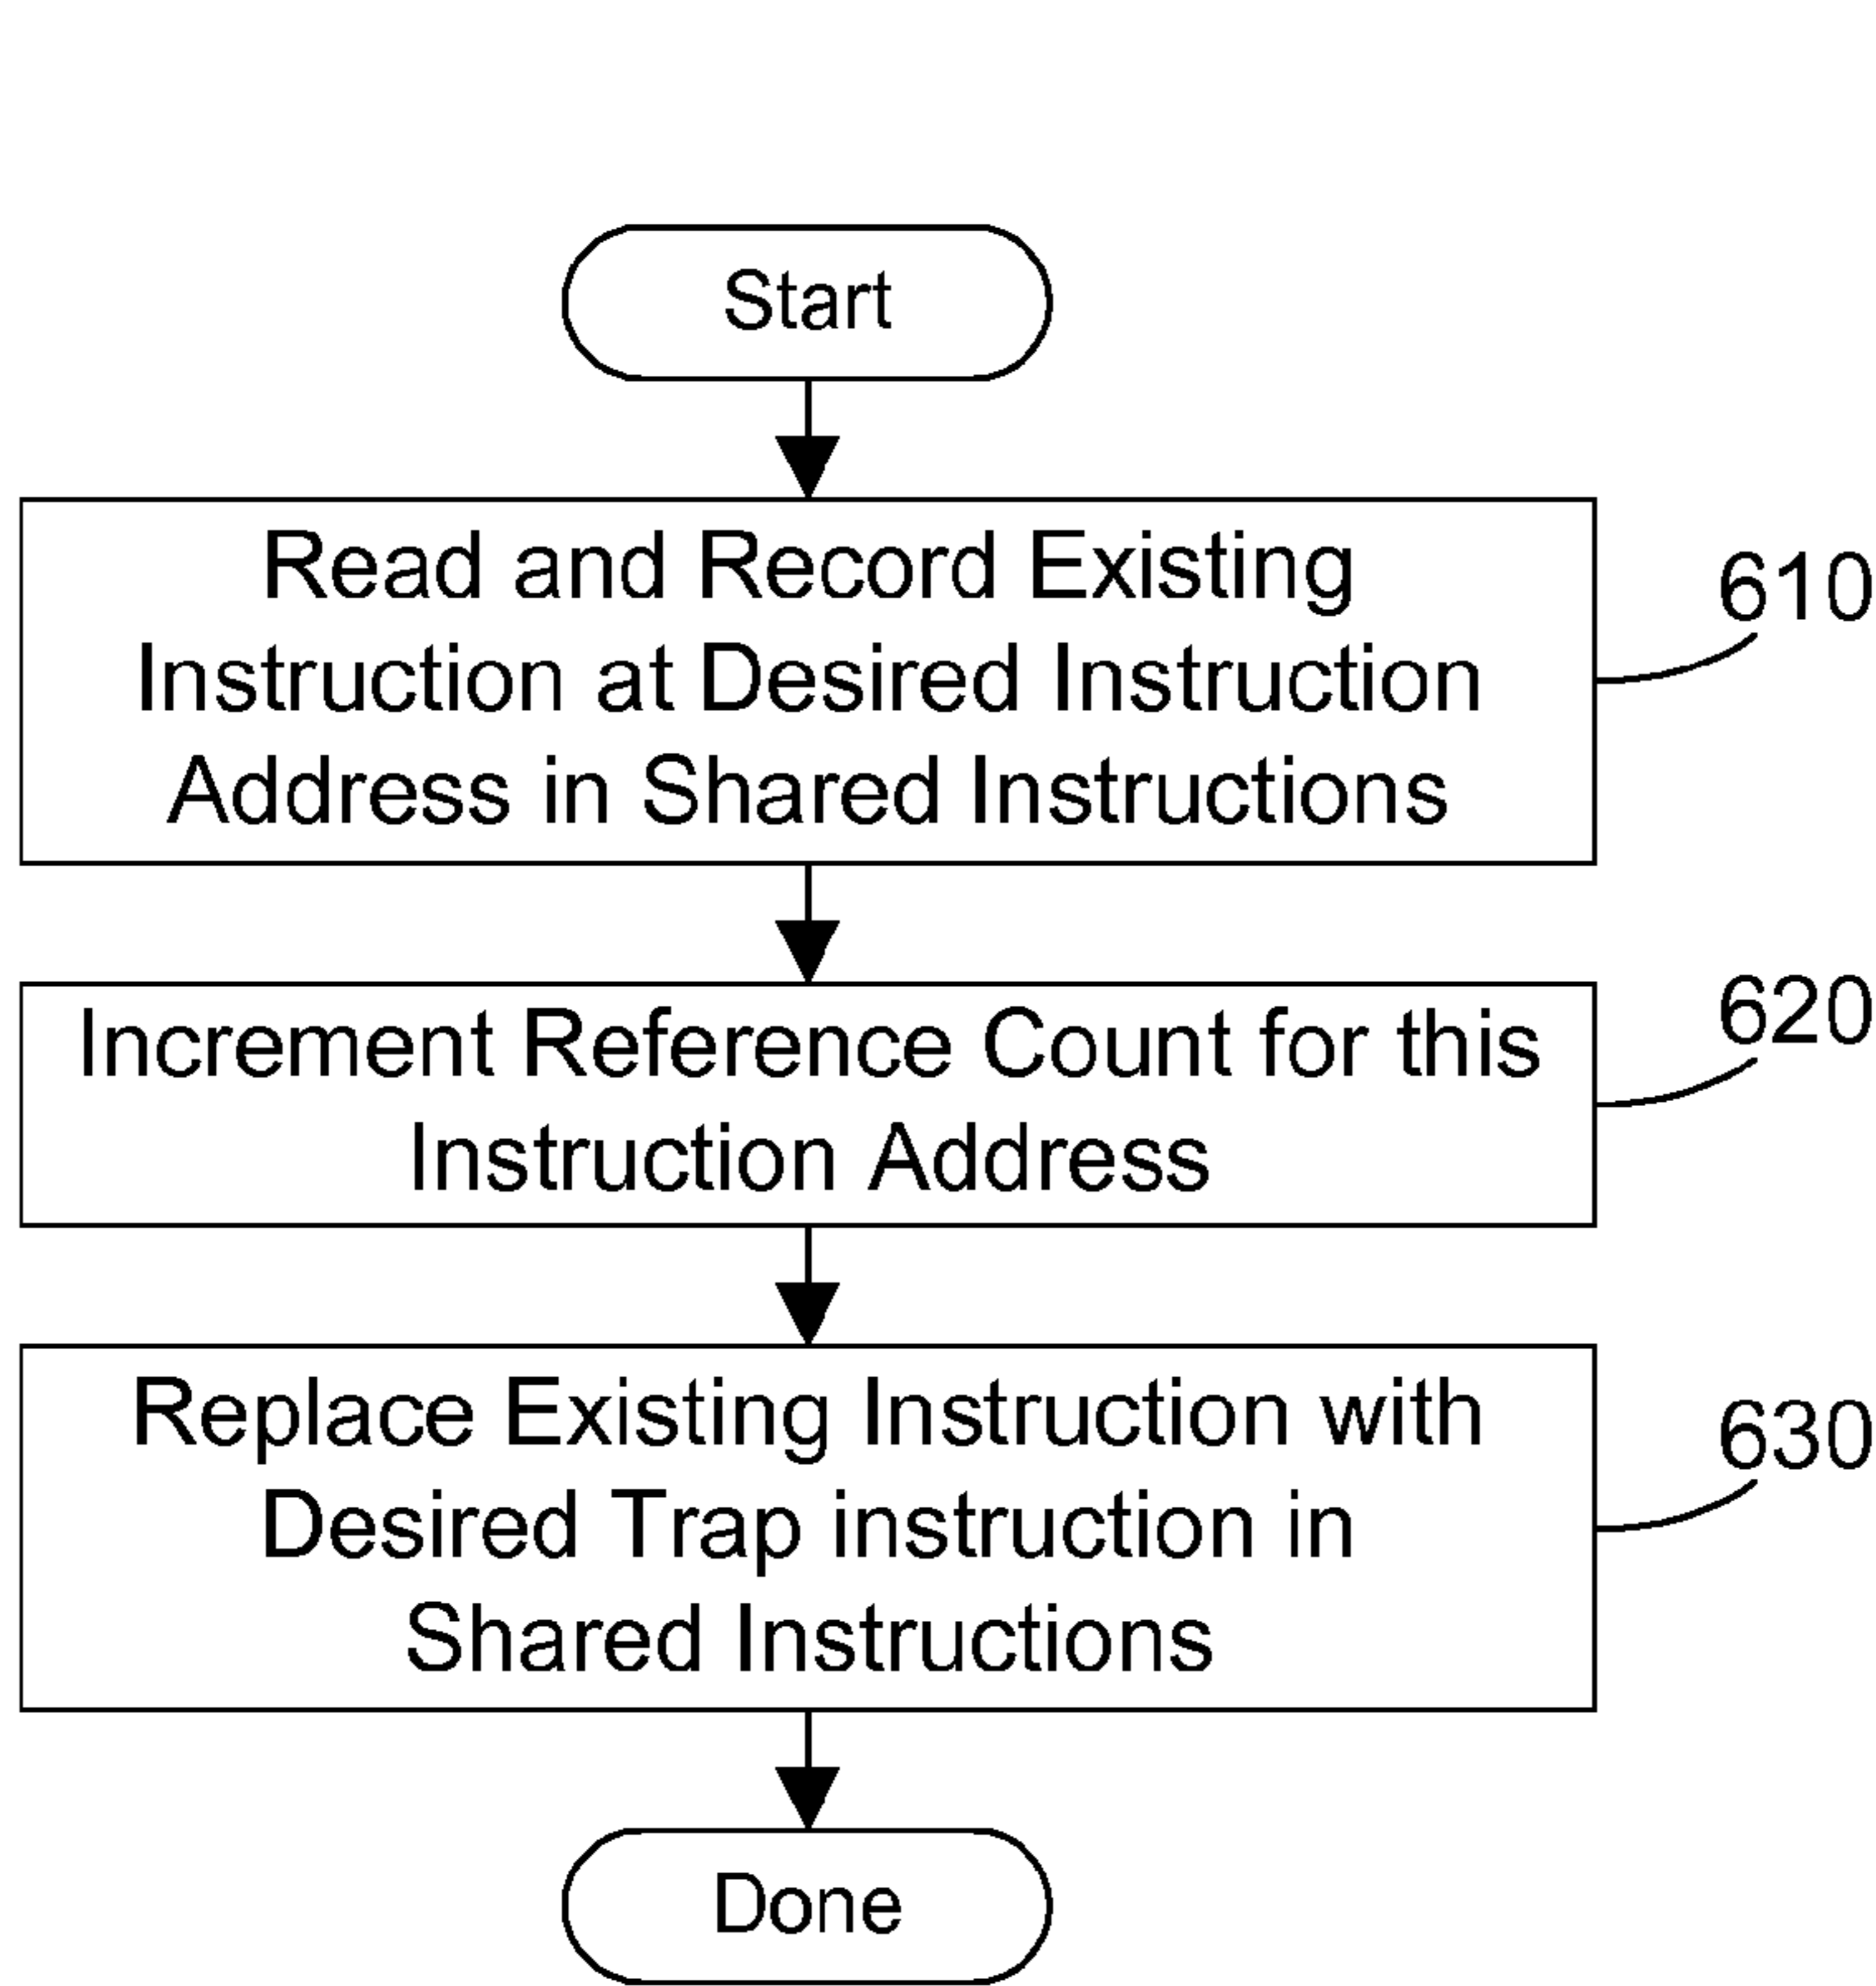 Start
Read and Record Existing
Instruction at Desired Instruction
Address in Shared Instructions
610
Increment Reference Count for this
Instruction Address
620
Replace Existing Instruction with
Desired Trap instruction in
Shared Instructions
630
Done